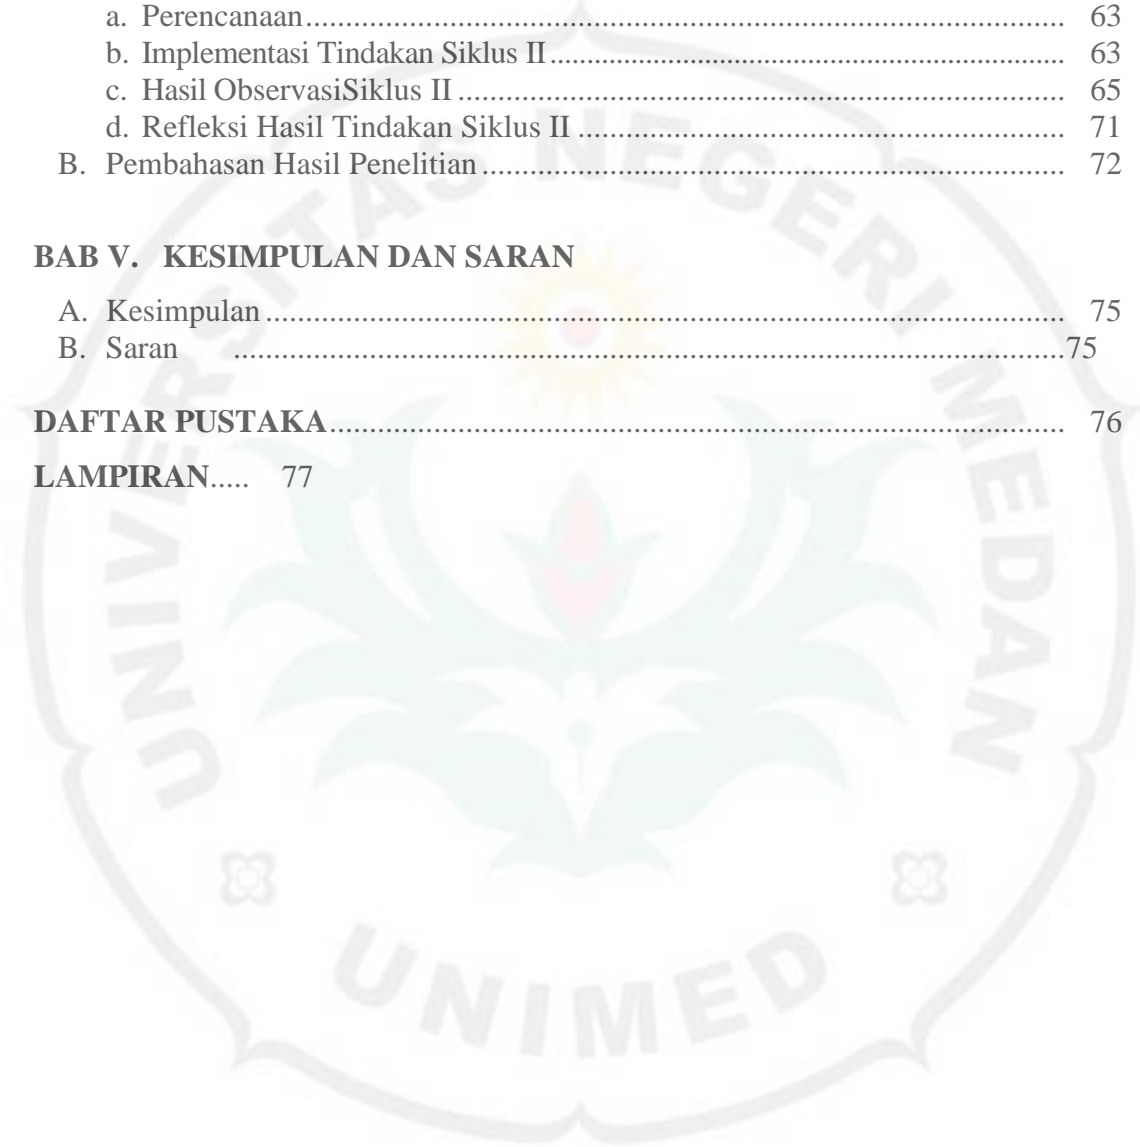 a. Perencanaan............................................................................................... 63
b. Implementasi Tindakan Siklus II................................................................. 63
c. Hasil ObservasiSiklus II ............................................................................ 65
d. Refleksi Hasil Tindakan Siklus II ............................................................. 71
B. Pembahasan Hasil Penelitian......................................................................... 72
BAB V. KESIMPULAN DAN SARAN
A. Kesimpulan.................................................................................................... 75
B. Saran .......................................................................................................75
DAFTAR PUSTAKA............................................................................................ 76
LAMPIRAN..... 77
UNIVERSITAS NEGERI MEDAN
UNIMED